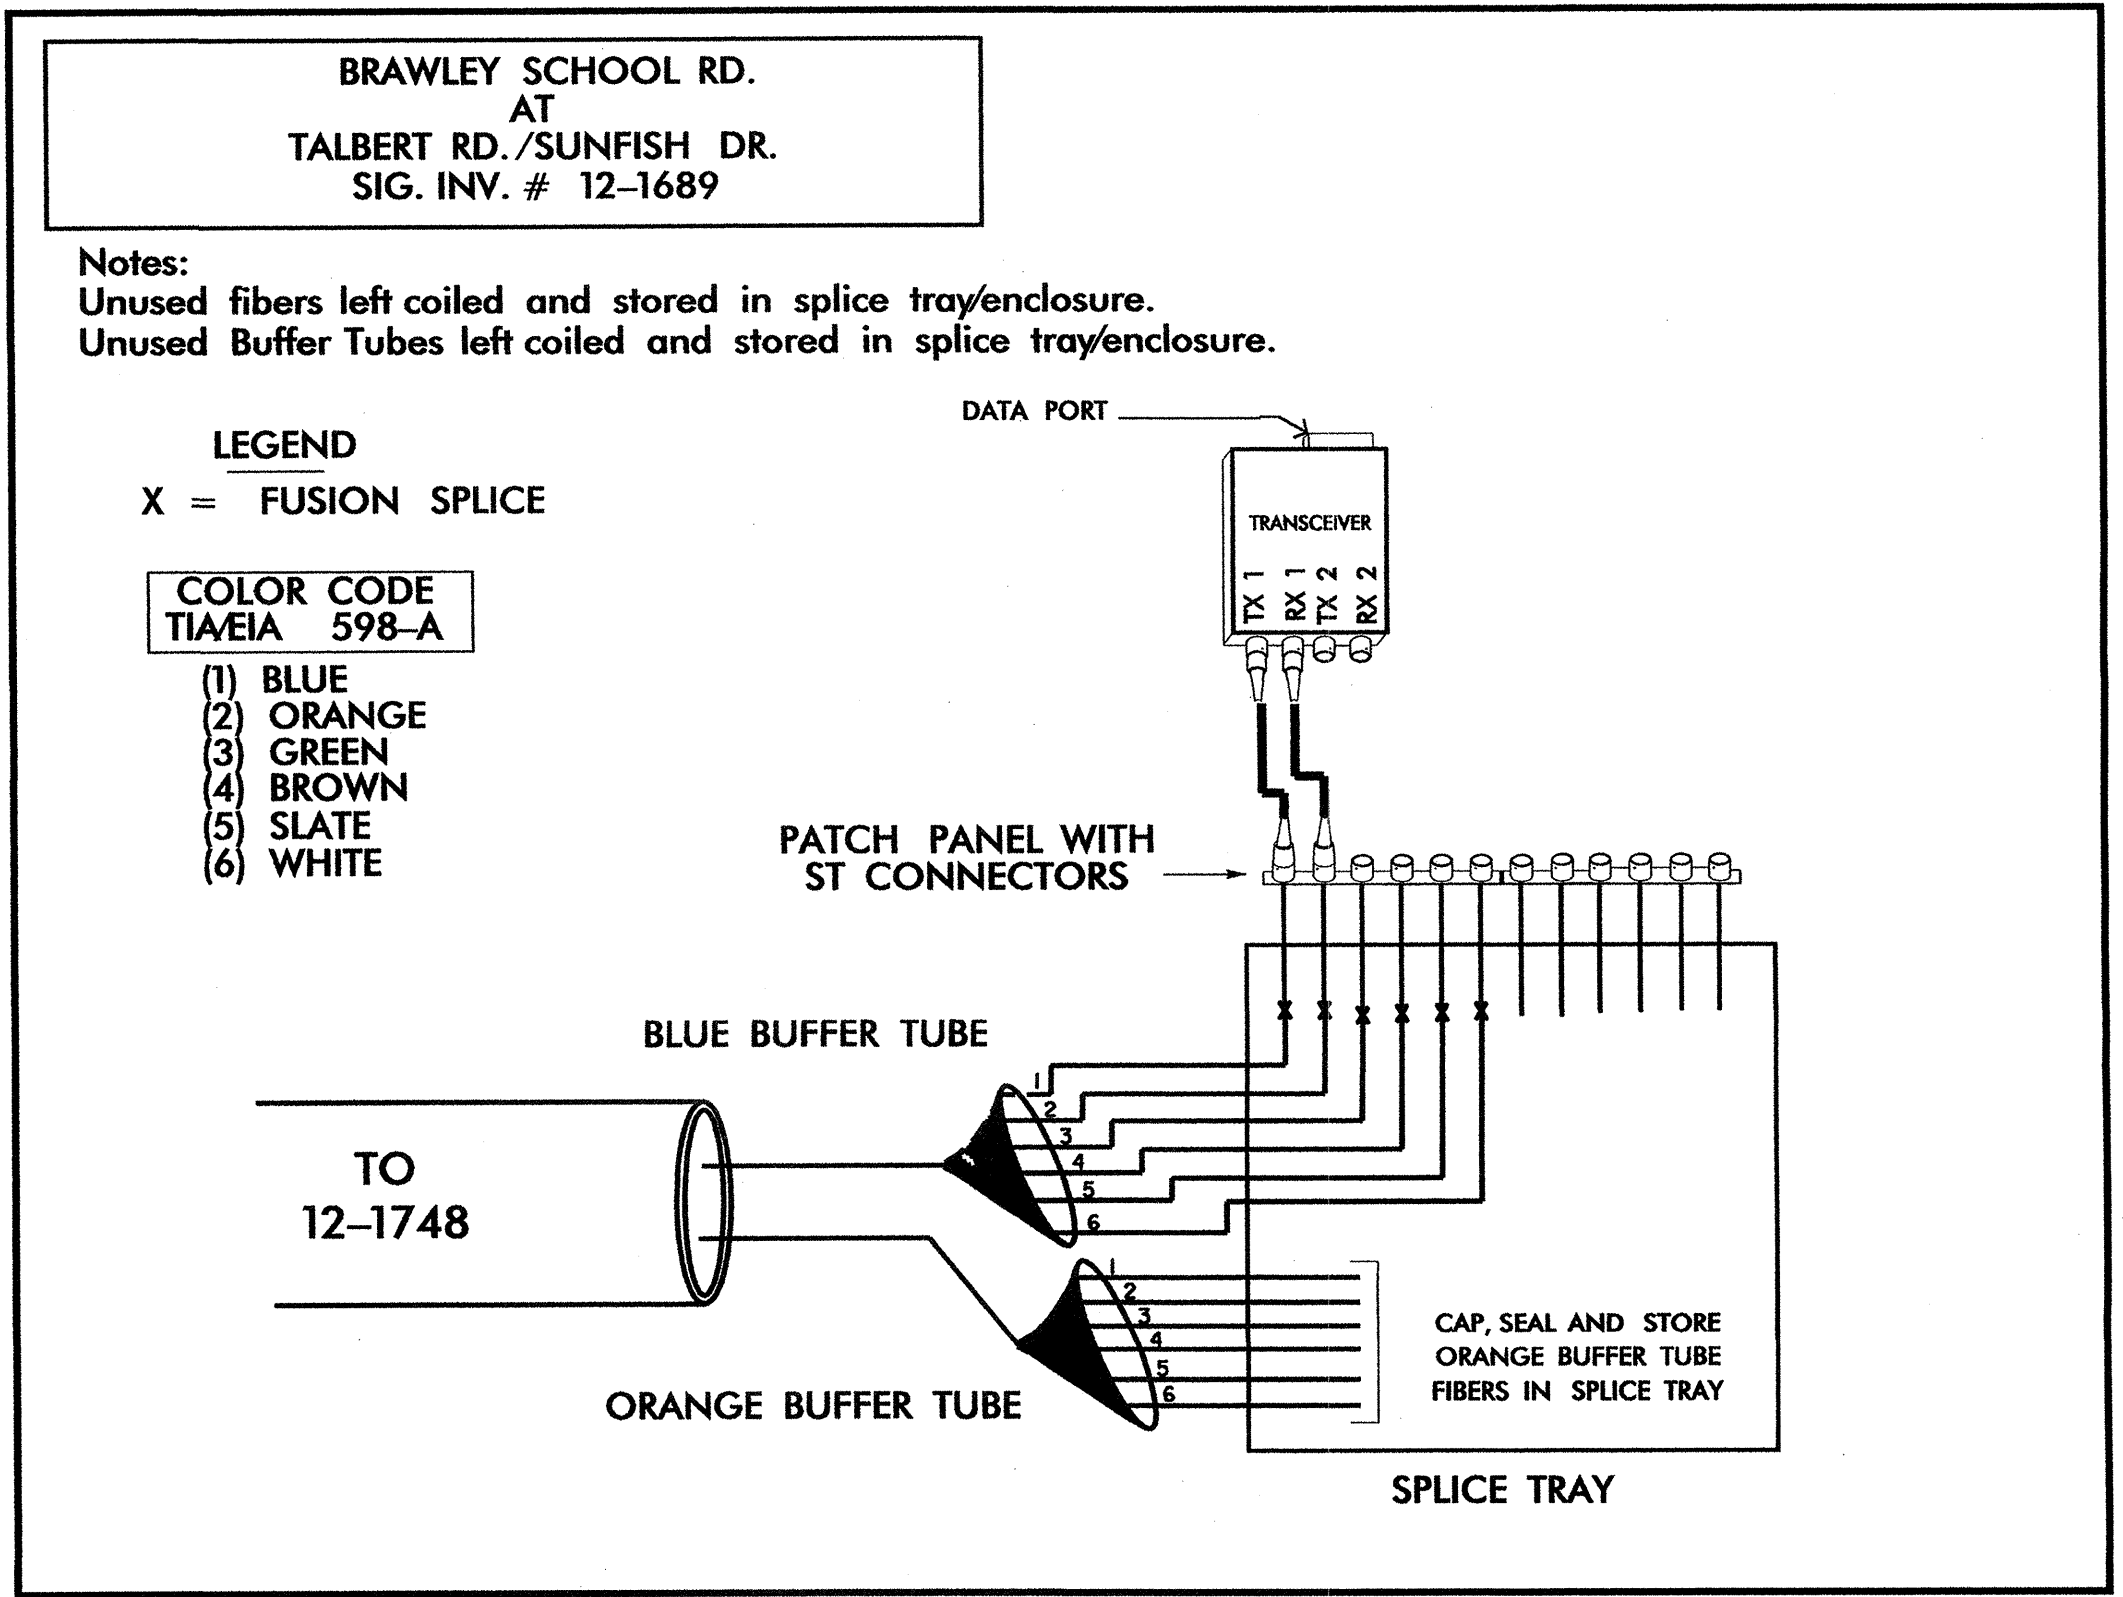 BRAWLEY SCHOOL RD.
AT
TALBERT RD./SUNFISH DR.
SIG. INV. # 12-1689
Notes:
Unused fibers left coiled and stored in splice tray/enclosure.
Unused Buffer Tubes left coiled and stored in splice tray/enclosure.
DATA PORT
LEGEND
X = FUSION SPLICE
TRANSCEIVER
TX 1
RX 1
TX 2
RX 2
COLOR CODE
TIA/EIA 598-A
(1) BLUE
(2) ORANGE
(3) GREEN
(4) BROWN
(5) SLATE
(6) WHITE
PATCH PANEL WITH
ST CONNECTORS
BLUE BUFFER TUBE
1
2
3
4
5
6
TO
12-1748
1
2
3
4
5
6
ORANGE BUFFER TUBE
CAP, SEAL AND STORE
ORANGE BUFFER TUBE
FIBERS IN SPLICE TRAY
SPLICE TRAY